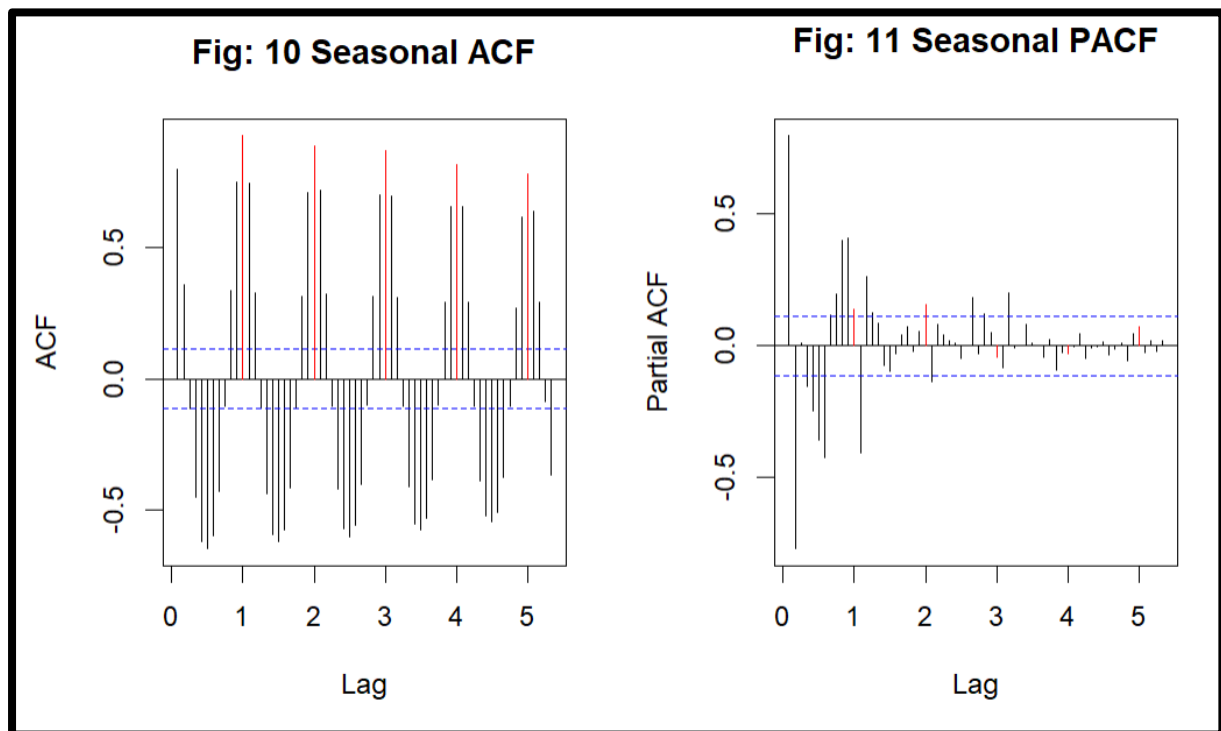 Fig: 10 Seasonal ACF
ACF
0.5
0.0
-0.5
0 1 2 3 4 5
Lag
Fig: 11 Seasonal PACF
Partial ACF
0.5
0.0
-0.5
0 1 2 3 4 5
Lag